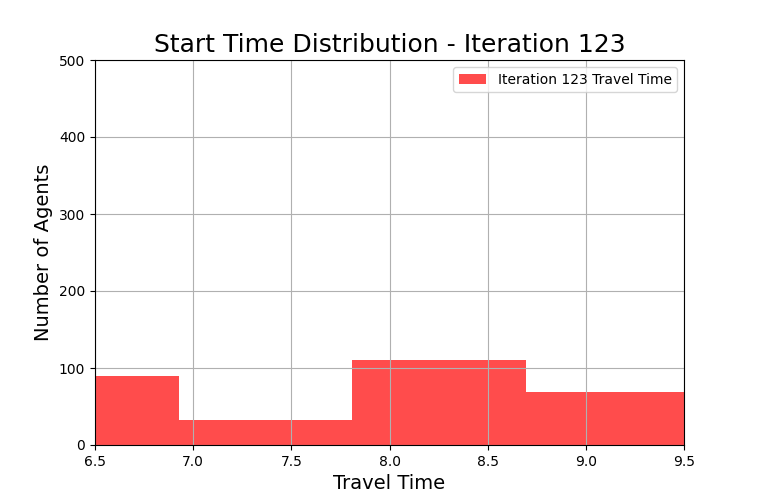 Start Time Distribution - Iteration 123
Iteration 123 Travel Time
Number of Agents
500
400
300
200
100
0
6.5 7.0 7.5 8.0 8.5 9.0 9.5
Travel Time